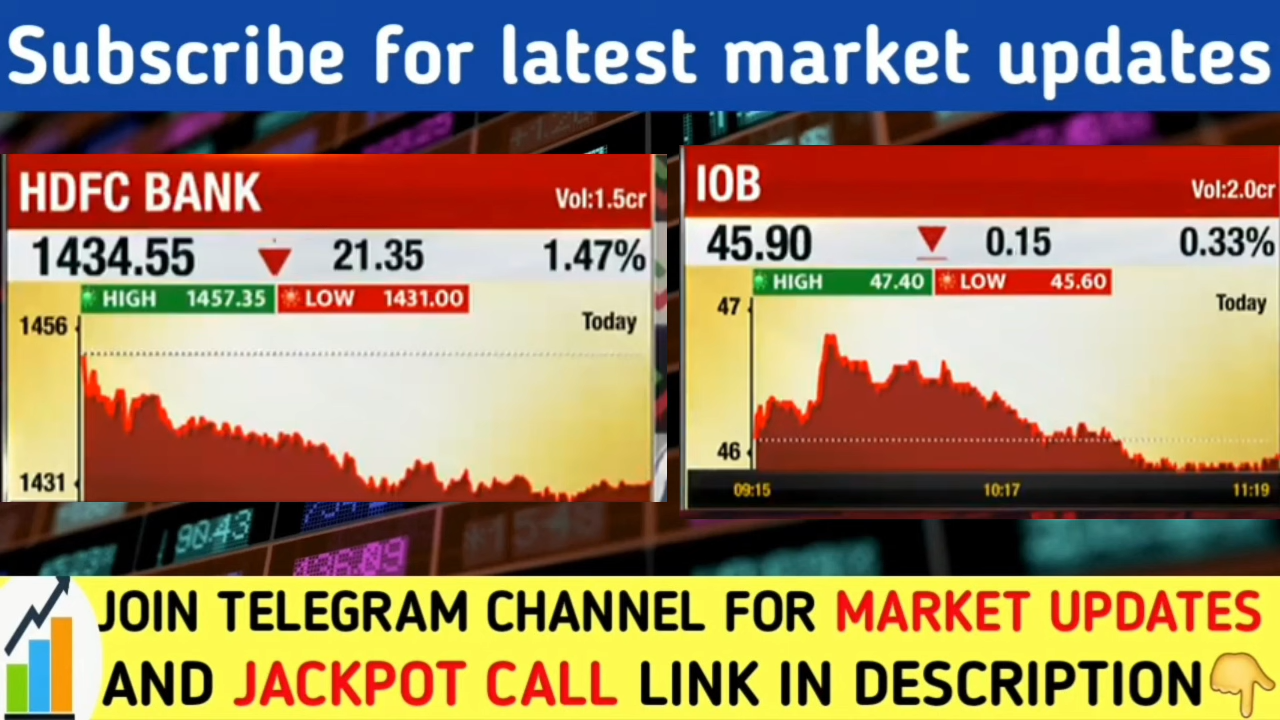 Subscribe for latest market updates
HDFC BANK
Vol:1.5cr
1434.55 21.35 1.47%
HIGH 1457.35 LOW 1431.00
Today
1456
1431
IOB
Vol:2.0cr
45.90 0.15 0.33%
HIGH 47.40 LOW 45.60
Today
47
46
09:15 10:17 11:19
90.43
JOIN TELEGRAM CHANNEL FOR MARKET UPDATES
AND JACKPOT CALL LINK IN DESCRIPTION👇